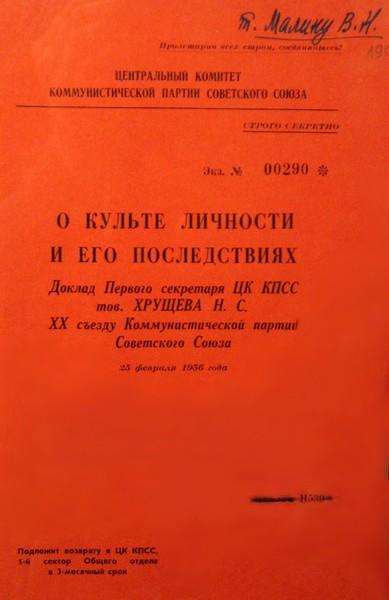 т. Малину В.Н.
Пролетарии всех стран, соединяйтесь!
ЦЕНТРАЛЬНЫЙ КОМИТЕТ
КОММУНИСТИЧЕСКОЙ ПАРТИИ СОВЕТСКОГО СОЮЗА
СТРОГО СЕКРЕТНО
Экз. № 00290 *
О КУЛЬТЕ ЛИЧНОСТИ
И ЕГО ПОСЛЕДСТВИЯХ
Доклад Первого секретаря ЦК КПСС
тов. ХРУЩЕВА Н. С.
XX съезду Коммунистической партии
Советского Союза
25 февраля 1956 года
П530
Подлежит возврату в ЦК КПСС,
1-й сектор Общего отдела
в 3-месячный срок